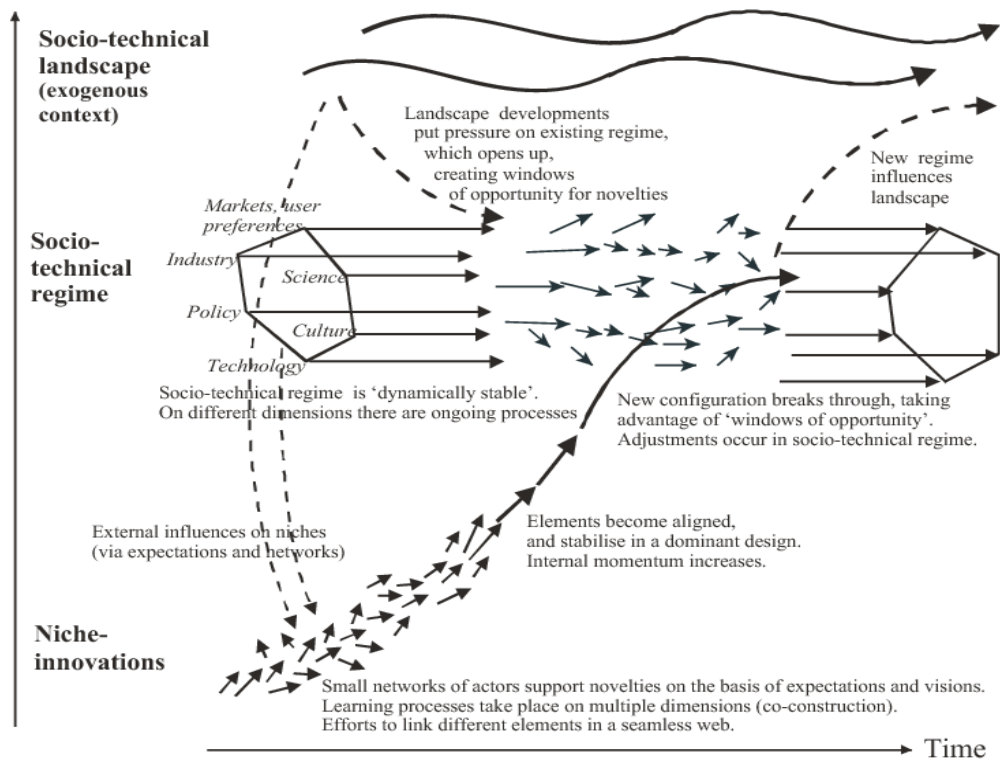 Socio-technical
landscape
(exogenous
context)
Landscape developments
put pressure on existing regime,
which opens up,
creating windows
of opportunity for novelties
New regime
influences
landscape
Markets, user
preferences
Socio-
technical
regime
Industry
Science
Policy
Culture
Technology
Socio-technical regime is ‘dynamically stable’.
On different dimensions there are ongoing processes
New configuration breaks through, taking
advantage of ‘windows of opportunity’.
Adjustments occur in socio-technical regime.
External influences on niches
(via expectations and networks)
Elements become aligned,
and stabilise in a dominant design.
Internal momentum increases.
Niche-
innovations
Small networks of actors support novelties on the basis of expectations and visions.
Learning processes take place on multiple dimensions (co-construction).
Efforts to link different elements in a seamless web.
Time